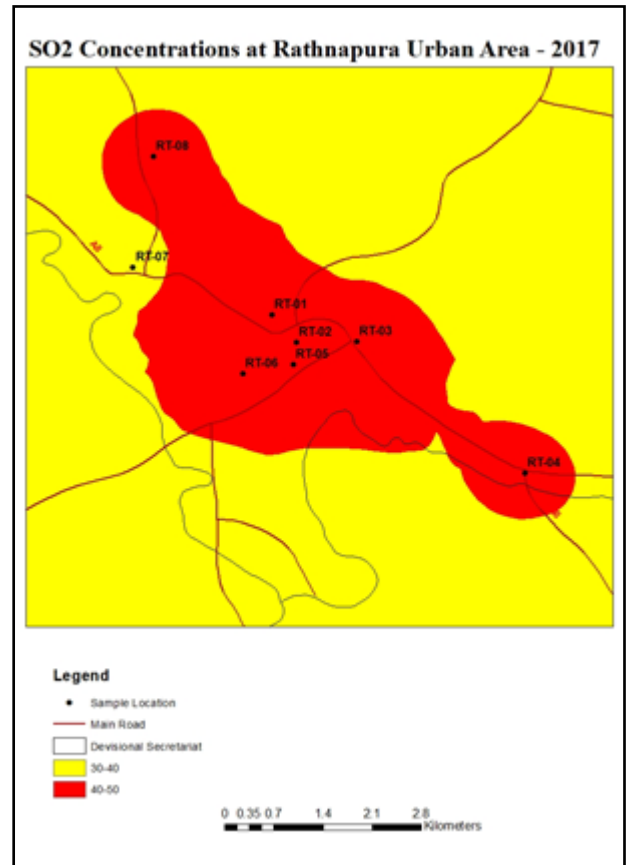 SO2 Concentrations at Rathnapura Urban Area - 2017
RT-08
A8
RT-07
RT-01
RT-02
RT-03
RT-05
RT-06
RT-04
Legend
Sample Location
Main Road
Devisional Secretariat
30-40
40-50
0 0.35 0.7 1.4 2.1 2.8
Kilometers